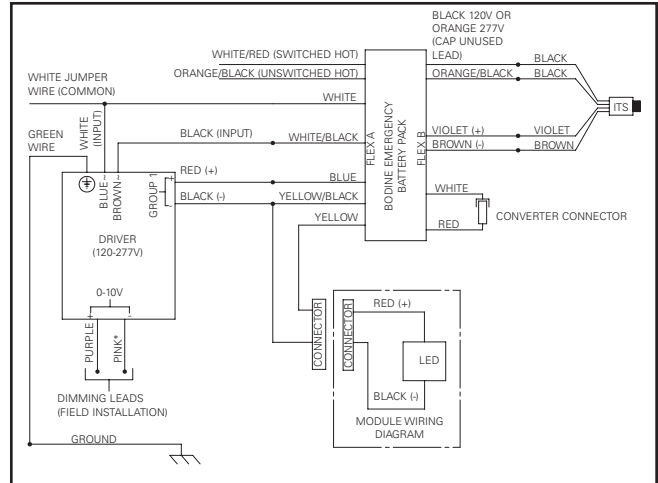 BLACK 120V OR
ORANGE 277V
(CAP UNUSED
LEAD)
WHITE/RED (SWITCHED HOT)
BLACK
ORANGE/BLACK (UNSWITCHED HOT)
ORANGE/BLACK
BLACK
WHITE JUMPER
WIRE (COMMON)
WHITE
ITS
GREEN
WIRE
WHITE
(INPUT)
BLACK (INPUT)
WHITE/BLACK
FLEX A
BODINE EMERGENCY
BATTERY PACK
FLEX B
VIOLET (+)
VIOLET
BROWN (-)
BROWN
RED (+)
BLUE
BLACK (-)
YELLOW/BLACK
YELLOW
WHITE
RED
CONVERTER CONNECTOR
BLUE ~
BROWN ~
GROUP 1
+
-
DRIVER
(120-277V)
0-10V
+
-
PURPLE
PINK*
DIMMING LEADS
(FIELD INSTALLATION)
GROUND
CONNECTOR
CONNECTOR
RED (+)
LED
BLACK (-)
MODULE WIRING
DIAGRAM